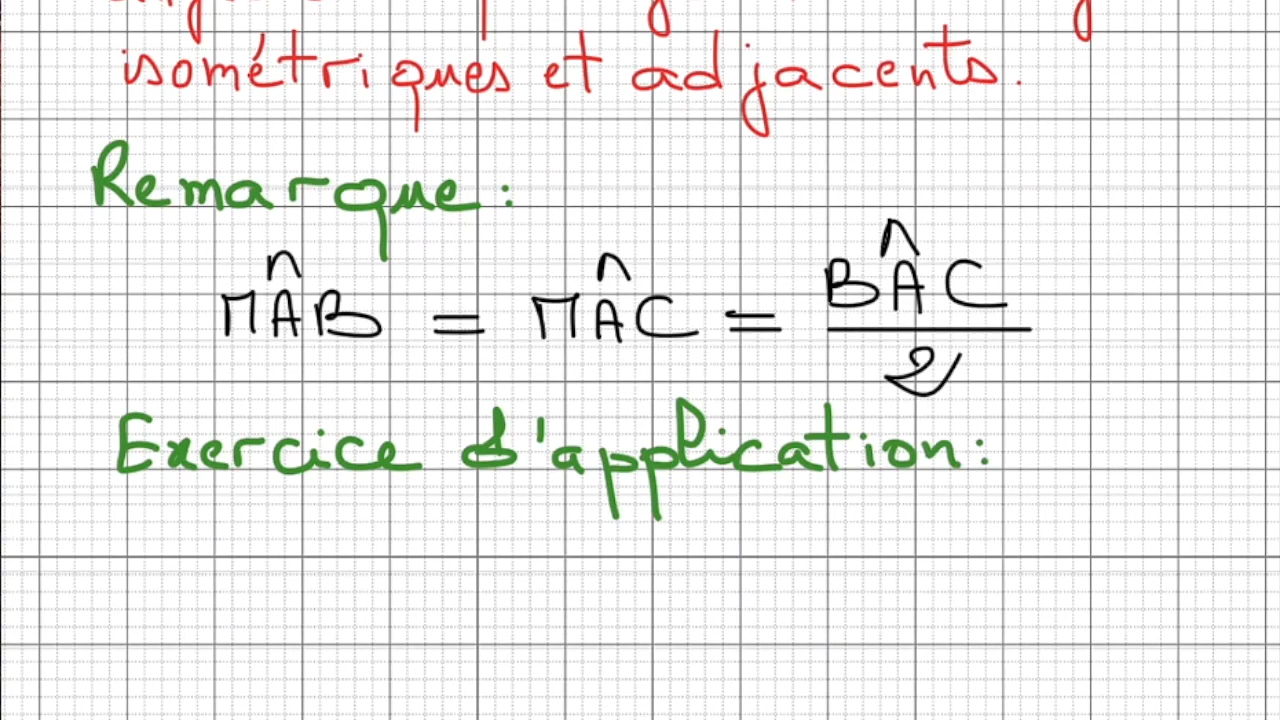 isométriques et adjacents.
Remarque:
MÂB = MÂC = BÂC / 2
Exercice d'application: